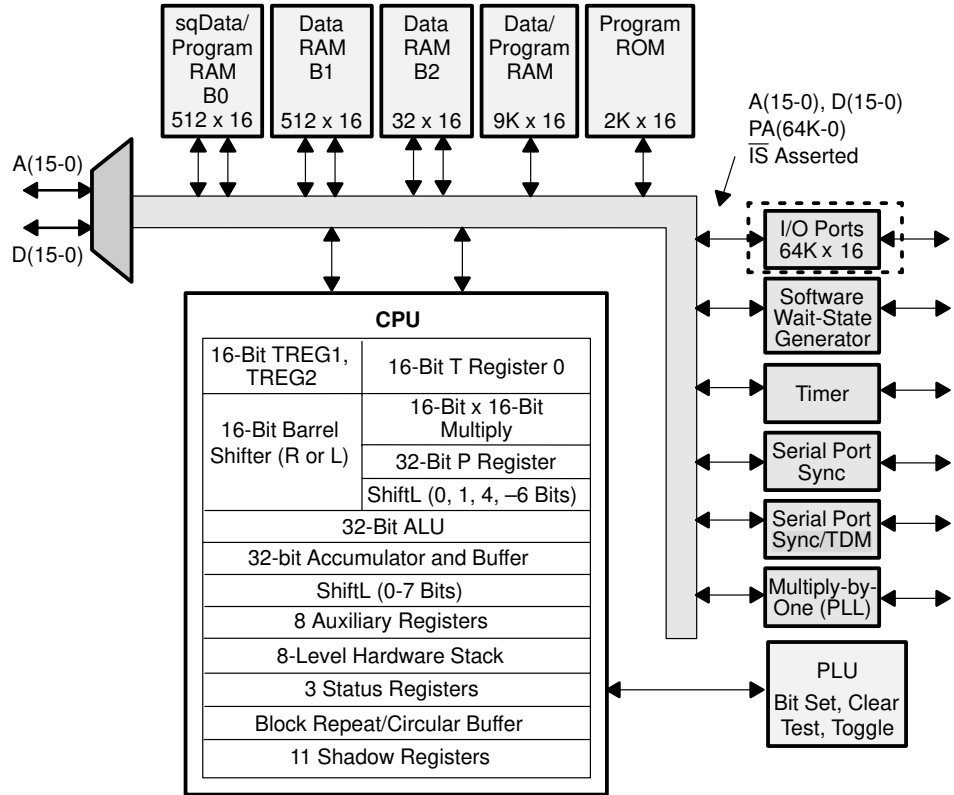 sqData/
Program
RAM
B0
512 x 16
Data
RAM
B1
512 x 16
Data
RAM
B2
32 x 16
Data/
Program
RAM
9K x 16
Program
ROM
2K x 16
A(15-0), D(15-0)
PA(64K-0)
I̅S̅ Asserted
A(15-0)
D(15-0)
I/O Ports
64K x 16
Software
Wait-State
Generator
Timer
Serial Port
Sync
Serial Port
Sync/TDM
Multiply-by-
One (PLL)
PLU
Bit Set, Clear
Test, Toggle
CPU
16-Bit TREG1,
TREG2
16-Bit T Register 0
16-Bit Barrel
Shifter (R or L)
16-Bit x 16-Bit
Multiply
32-Bit P Register
ShiftL (0, 1, 4, –6 Bits)
32-Bit ALU
32-bit Accumulator and Buffer
ShiftL (0-7 Bits)
8 Auxiliary Registers
8-Level Hardware Stack
3 Status Registers
Block Repeat/Circular Buffer
11 Shadow Registers